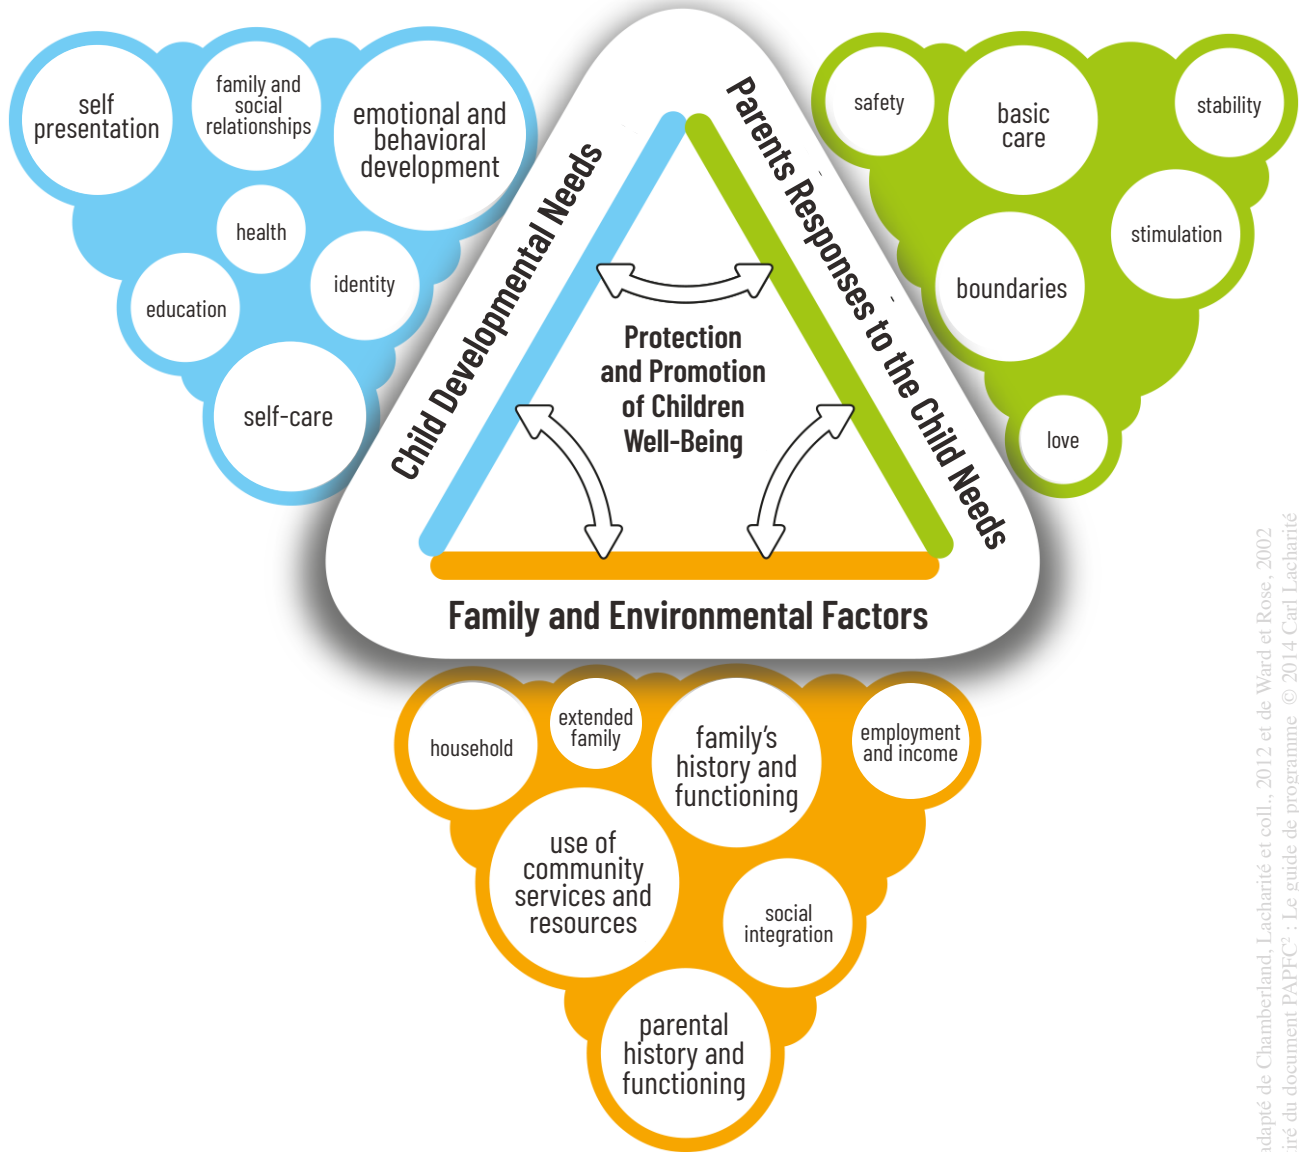 self
presentation
family and
social
relationships
emotional and
behavioral
development
health
identity
education
self-care
Child Developmental Needs
Parents Responses to the Child Needs
safety
basic
care
stability
stimulation
boundaries
love
Protection
and Promotion
of Children
Well-Being
Family and Environmental Factors
household
extended
family
family's
history and
functioning
employment
and income
use of
community
services and
resources
social
integration
parental
history and
functioning
adapté de Chamberland, Lacharité et coll., 2012 et de Ward et Rose, 2002
iré du document PAPFC² : Le guide de programme © 2014 Carl Lacharité